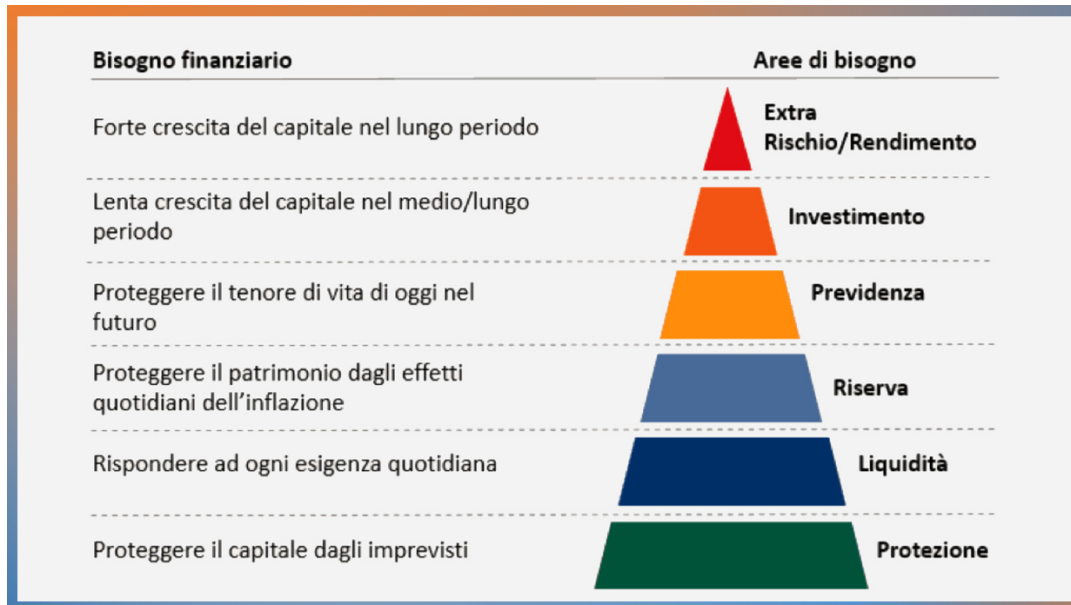 Bisogno finanziario
Aree di bisogno
Forte crescita del capitale nel lungo periodo
Extra
Rischio/Rendimento
Lenta crescita del capitale nel medio/lungo
periodo
Investimento
Proteggere il tenore di vita di oggi nel
futuro
Previdenza
Proteggere il patrimonio dagli effetti
quotidiani dell'inflazione
Riserva
Rispondere ad ogni esigenza quotidiana
Liquidità
Proteggere il capitale dagli imprevisti
Protezione